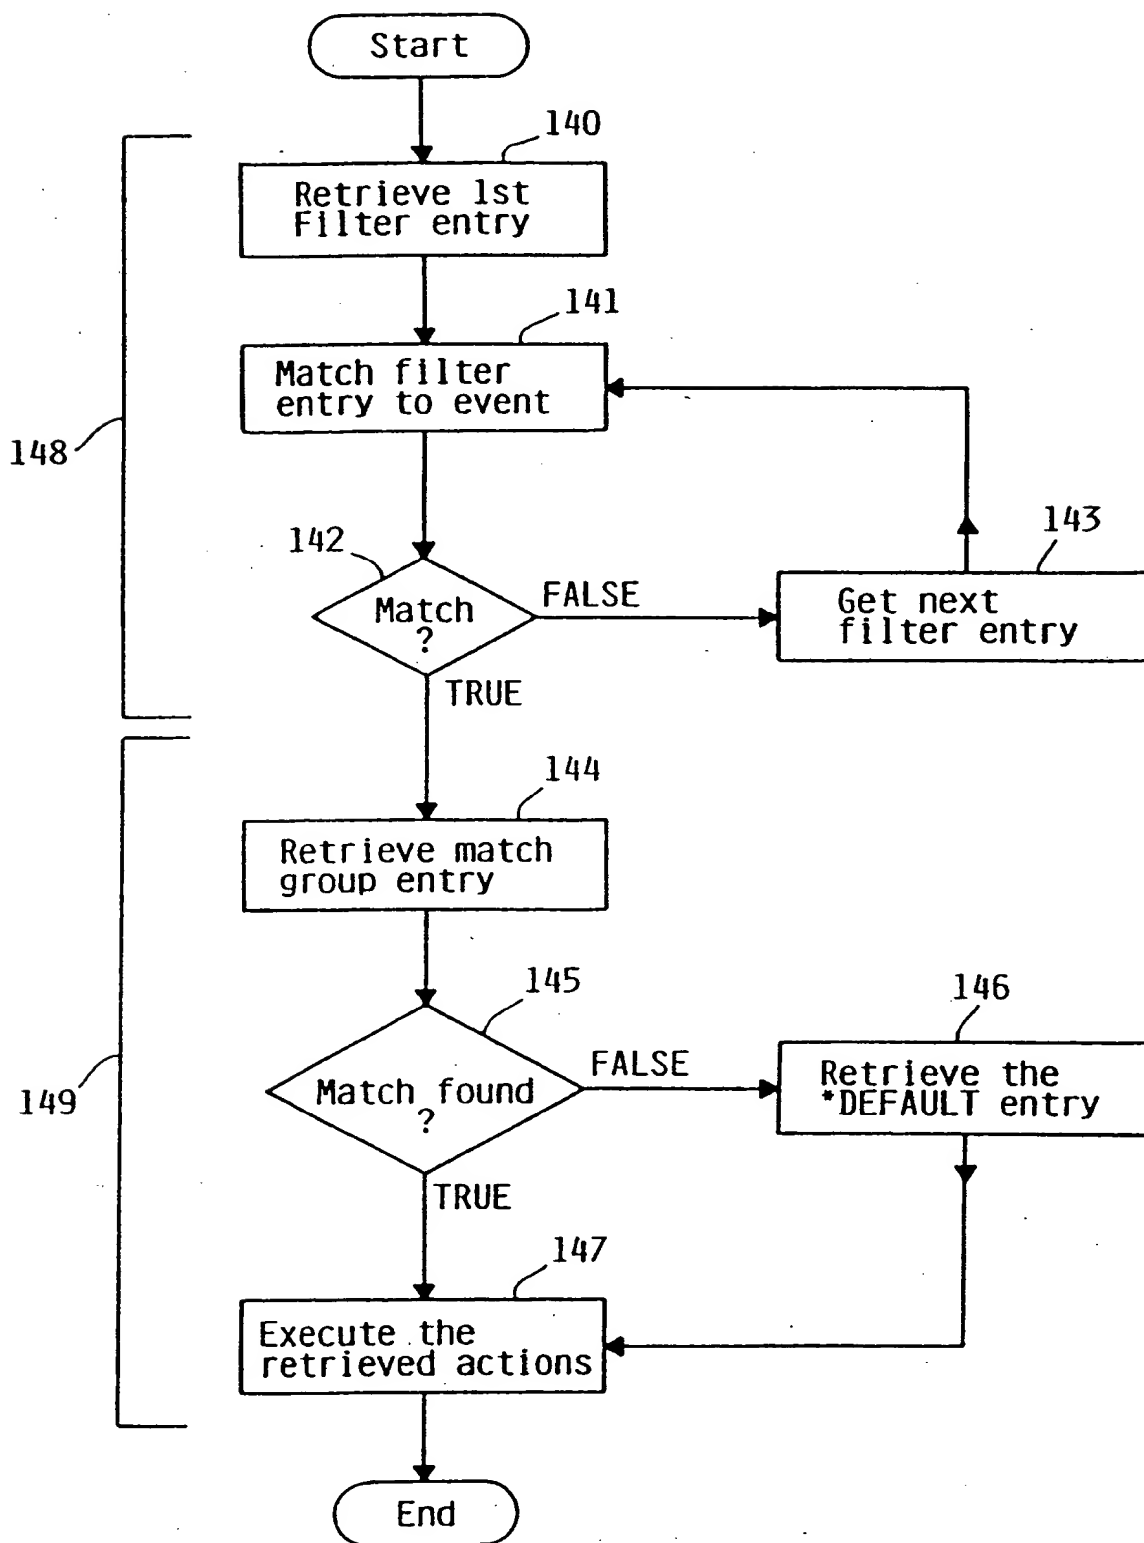 Start
140
Retrieve 1st
Filter entry
141
Match filter
entry to event
148
142
Match
?
FALSE
143
Get next
filter entry
TRUE
144
Retrieve match
group entry
145
Match found
?
FALSE
146
Retrieve the
*DEFAULT entry
149
TRUE
147
Execute the
retrieved actions
End